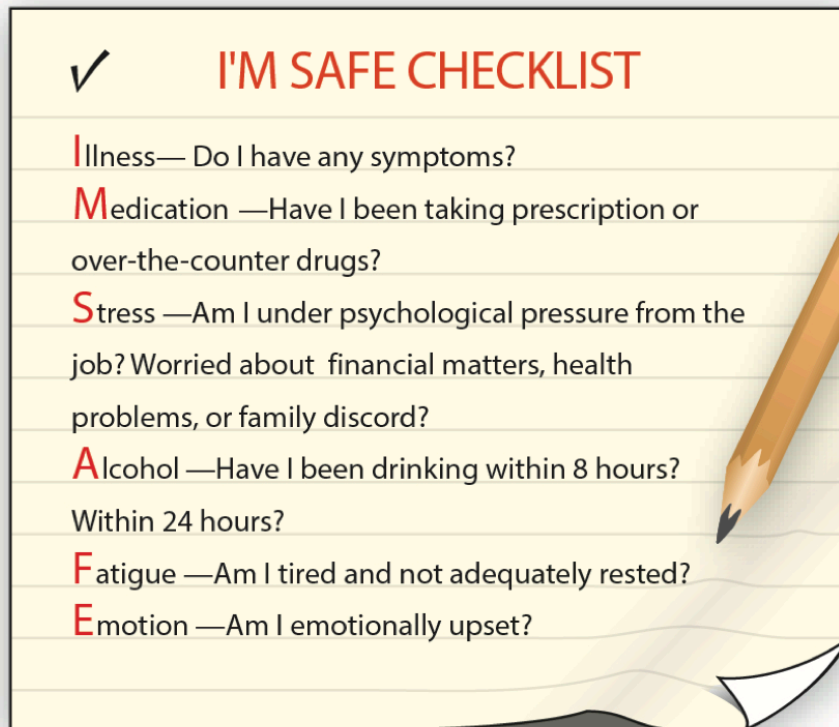 I'M SAFE CHECKLIST
Illness— Do I have any symptoms?
Medication —Have I been taking prescription or
over-the-counter drugs?
Stress —Am I under psychological pressure from the
job? Worried about financial matters, health
problems, or family discord?
Alcohol —Have I been drinking within 8 hours?
Within 24 hours?
Fatigue —Am I tired and not adequately rested?
Emotion —Am I emotionally upset?